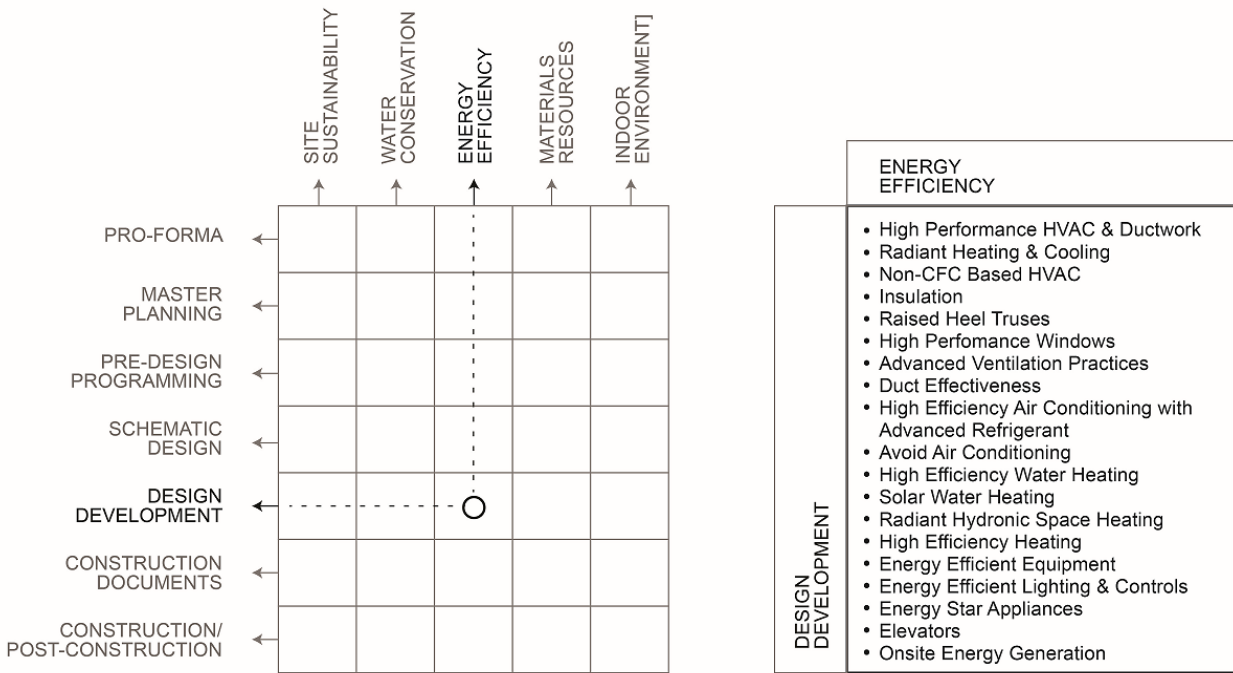 SITE
SUSTAINABILITY
WATER
CONSERVATION
ENERGY
EFFICIENCY
MATERIALS
RESOURCES
INDOOR
ENVIRONMENT]
PRO-FORMA
MASTER
PLANNING
PRE-DESIGN
PROGRAMMING
SCHEMATIC
DESIGN
DESIGN
DEVELOPMENT
CONSTRUCTION
DOCUMENTS
CONSTRUCTION/
POST-CONSTRUCTION
ENERGY
EFFICIENCY
DESIGN
DEVELOPMENT
• High Performance HVAC & Ductwork
• Radiant Heating & Cooling
• Non-CFC Based HVAC
• Insulation
• Raised Heel Truses
• High Perfomance Windows
• Advanced Ventilation Practices
• Duct Effectiveness
• High Efficiency Air Conditioning with
Advanced Refrigerant
• Avoid Air Conditioning
• High Efficiency Water Heating
• Solar Water Heating
• Radiant Hydronic Space Heating
• High Efficiency Heating
• Energy Efficient Equipment
• Energy Efficient Lighting & Controls
• Energy Star Appliances
• Elevators
• Onsite Energy Generation